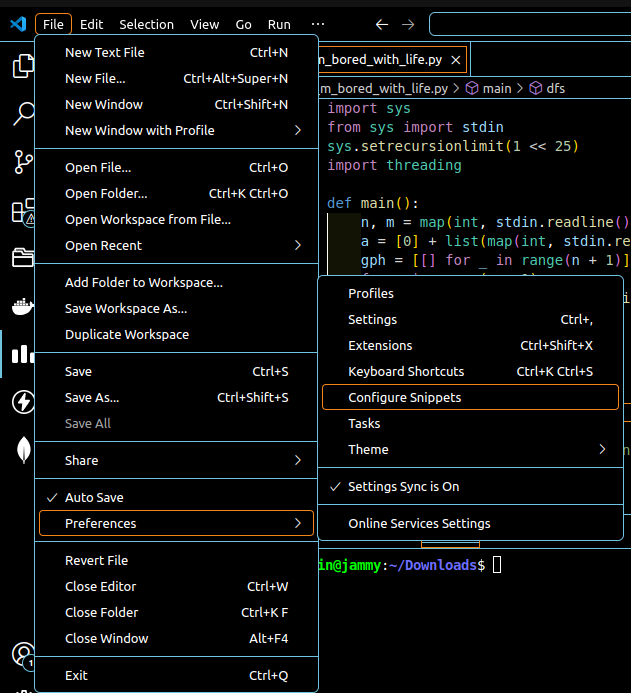 File Edit Selection View Go Run ···
New Text File Ctrl+N
New File... Ctrl+Alt+Super+N
New Window Ctrl+Shift+N
New Window with Profile
Open File... Ctrl+O
Open Folder... Ctrl+K Ctrl+O
Open Workspace from File...
Open Recent
Add Folder to Workspace...
Save Workspace As...
Duplicate Workspace
Save Ctrl+S
Save As... Ctrl+Shift+S
Save All
Share
Auto Save
Preferences
Revert File
Close Editor Ctrl+W
Close Folder Ctrl+K F
Close Window Alt+F4
Exit Ctrl+Q
Profiles
Settings Ctrl+,
Extensions Ctrl+Shift+X
Keyboard Shortcuts Ctrl+K Ctrl+S
Configure Snippets
Tasks
Theme
Settings Sync is On
Online Services Settings
m_bored_with_life.py
m_bored_with_life.py > main > dfs
import sys
from sys import stdin
sys.setrecursionlimit(1 << 25)
import threading
def main():
n, m = map(int, stdin.readline()
a = [0] + list(map(int, stdin.re
gph = [[] for _ in range(n + 1)]
in@jammy:~/Downloads$
1